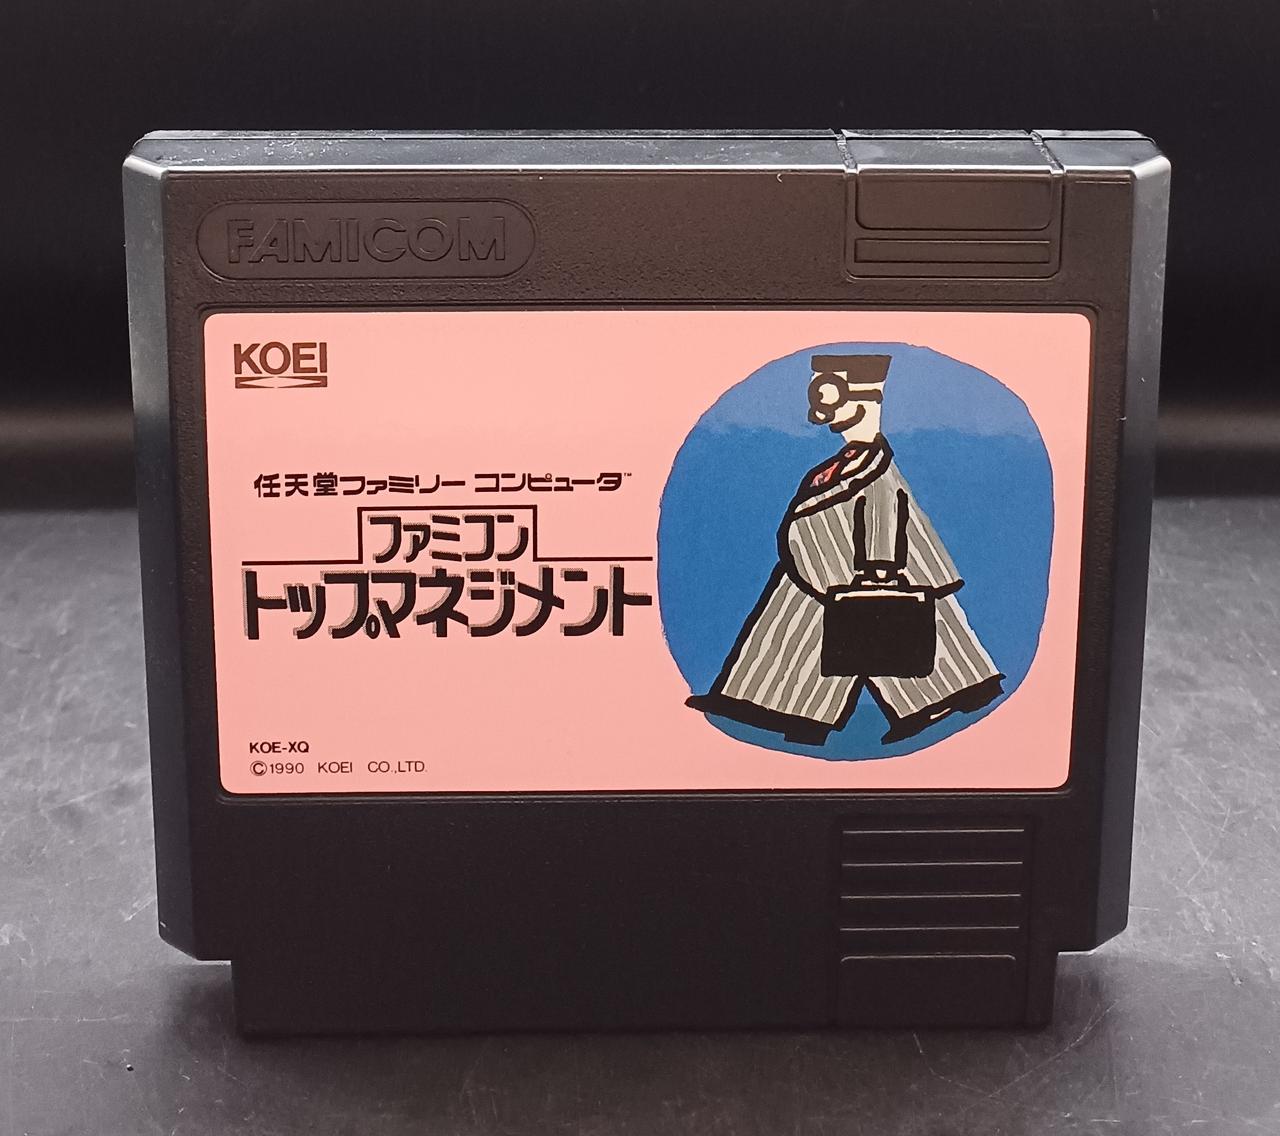 FAMICOM
KOEI
任天堂ファミリーコンピュータ™
ファミコン
トップマネジメント
KOE-XQ
©1990 KOEI CO.,LTD.